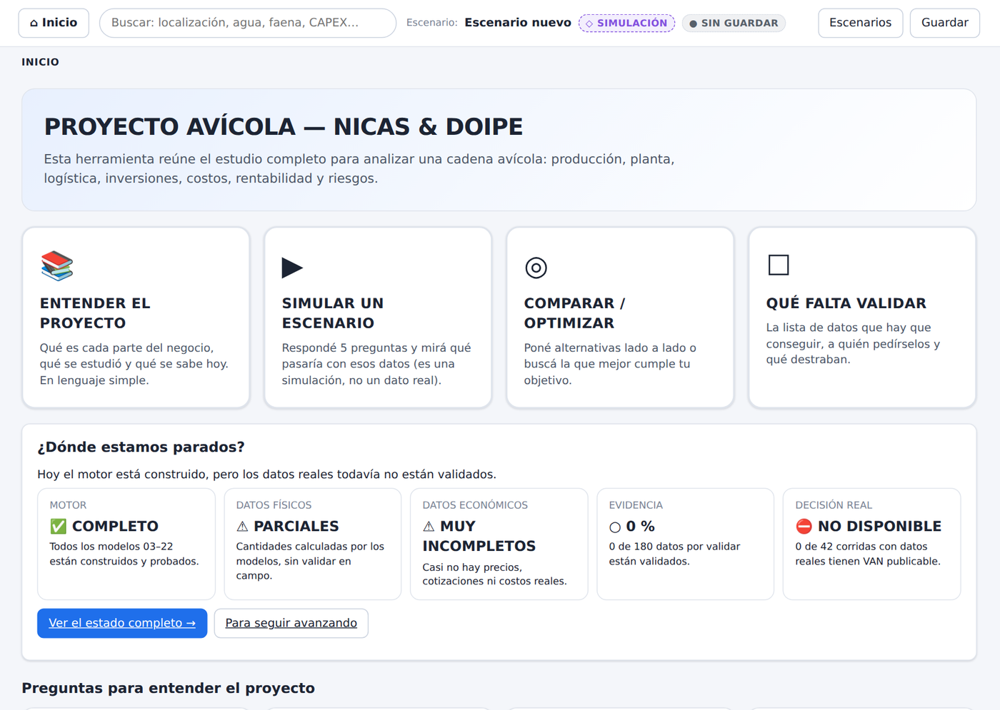 ⌂ Inicio
Buscar: localización, agua, faena, CAPEX...
Escenario: Escenario nuevo
◇ SIMULACIÓN
● SIN GUARDAR
Escenarios
Guardar
INICIO
PROYECTO AVÍCOLA — NICAS & DOIPE
Esta herramienta reúne el estudio completo para analizar una cadena avícola: producción, planta,
logística, inversiones, costos, rentabilidad y riesgos.
ENTENDER EL
PROYECTO
Qué es cada parte del negocio,
qué se estudió y qué se sabe hoy.
En lenguaje simple.
SIMULAR UN
ESCENARIO
Respondé 5 preguntas y mirá qué
pasaría con esos datos (es una
simulación, no un dato real).
COMPARAR /
OPTIMIZAR
Poné alternativas lado a lado o
buscá la que mejor cumple tu
objetivo.
QUÉ FALTA VALIDAR
La lista de datos que hay que
conseguir, a quién pedírselos y
qué destraban.
¿Dónde estamos parados?
Hoy el motor está construido, pero los datos reales todavía no están validados.
MOTOR
✅ COMPLETO
Todos los modelos 03–22
están construidos y probados.
DATOS FÍSICOS
⚠ PARCIALES
Cantidades calculadas por los
modelos, sin validar en
campo.
DATOS ECONÓMICOS
⚠ MUY
INCOMPLETOS
Casi no hay precios,
cotizaciones ni costos reales.
EVIDENCIA
○ 0 %
0 de 180 datos por validar
están validados.
DECISIÓN REAL
⛔ NO DISPONIBLE
0 de 42 corridas con datos
reales tienen VAN publicable.
Ver el estado completo →
Para seguir avanzando
Preguntas para entender el proyecto